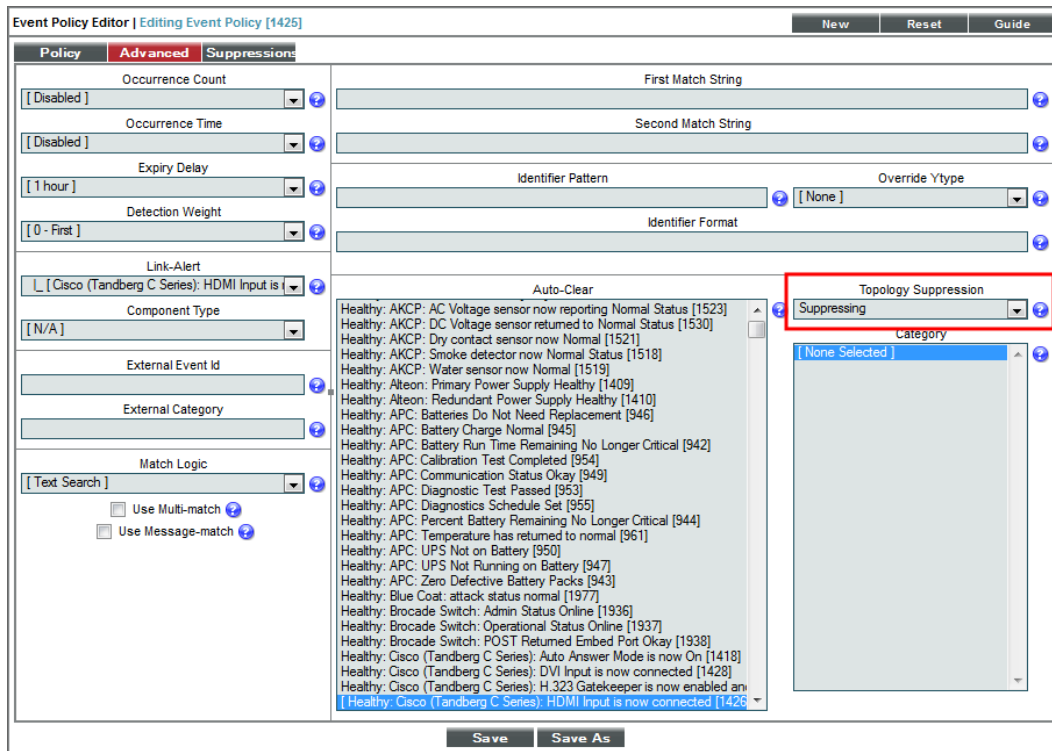 Event Policy Editor | Editing Event Policy [1425]
New
Reset
Guide
Policy
Advanced
Suppressions
Occurrence Count
[ Disabled ]
Occurrence Time
[ Disabled ]
Expiry Delay
[ 1 hour ]
Detection Weight
[ 0 - First ]
Link-Alert
|_ [ Cisco (Tandberg C Series): HDMI Input is
Component Type
[ N/A ]
External Event Id
External Category
Match Logic
[ Text Search ]
Use Multi-match
Use Message-match
First Match String
Second Match String
Identifier Pattern
Override Ytype
[ None ]
Identifier Format
Auto-Clear
Healthy: AKCP: AC Voltage sensor now reporting Normal Status [1523]
Healthy: AKCP: DC Voltage sensor returned to Normal Status [1530]
Healthy: AKCP: Dry contact sensor now Normal [1521]
Healthy: AKCP: Smoke detector now Normal Status [1518]
Healthy: AKCP: Water sensor now Normal [1519]
Healthy: Alteon: Primary Power Supply Healthy [1409]
Healthy: Alteon: Redundant Power Supply Healthy [1410]
Healthy: APC: Batteries Do Not Need Replacement [946]
Healthy: APC: Battery Charge Normal [945]
Healthy: APC: Battery Run Time Remaining No Longer Critical [942]
Healthy: APC: Calibration Test Completed [954]
Healthy: APC: Communication Status Okay [949]
Healthy: APC: Diagnostic Test Passed [953]
Healthy: APC: Diagnostics Schedule Set [955]
Healthy: APC: Percent Battery Remaining No Longer Critical [944]
Healthy: APC: Temperature has returned to normal [961]
Healthy: APC: UPS Not on Battery [950]
Healthy: APC: UPS Not Running on Battery [947]
Healthy: APC: Zero Defective Battery Packs [943]
Healthy: Blue Coat: attack status normal [1977]
Healthy: Brocade Switch: Admin Status Online [1936]
Healthy: Brocade Switch: Operational Status Online [1937]
Healthy: Brocade Switch: POST Returned Embed Port Okay [1938]
Healthy: Cisco (Tandberg C Series): Auto Answer Mode is now On [1418]
Healthy: Cisco (Tandberg C Series): DVI Input is now connected [1428]
Healthy: Cisco (Tandberg C Series): H.323 Gatekeeper is now enabled an
[ Healthy: Cisco (Tandberg C Series): HDMI Input is now connected [1426
Topology Suppression
Suppressing
Category
[ None Selected ]
Save
Save As